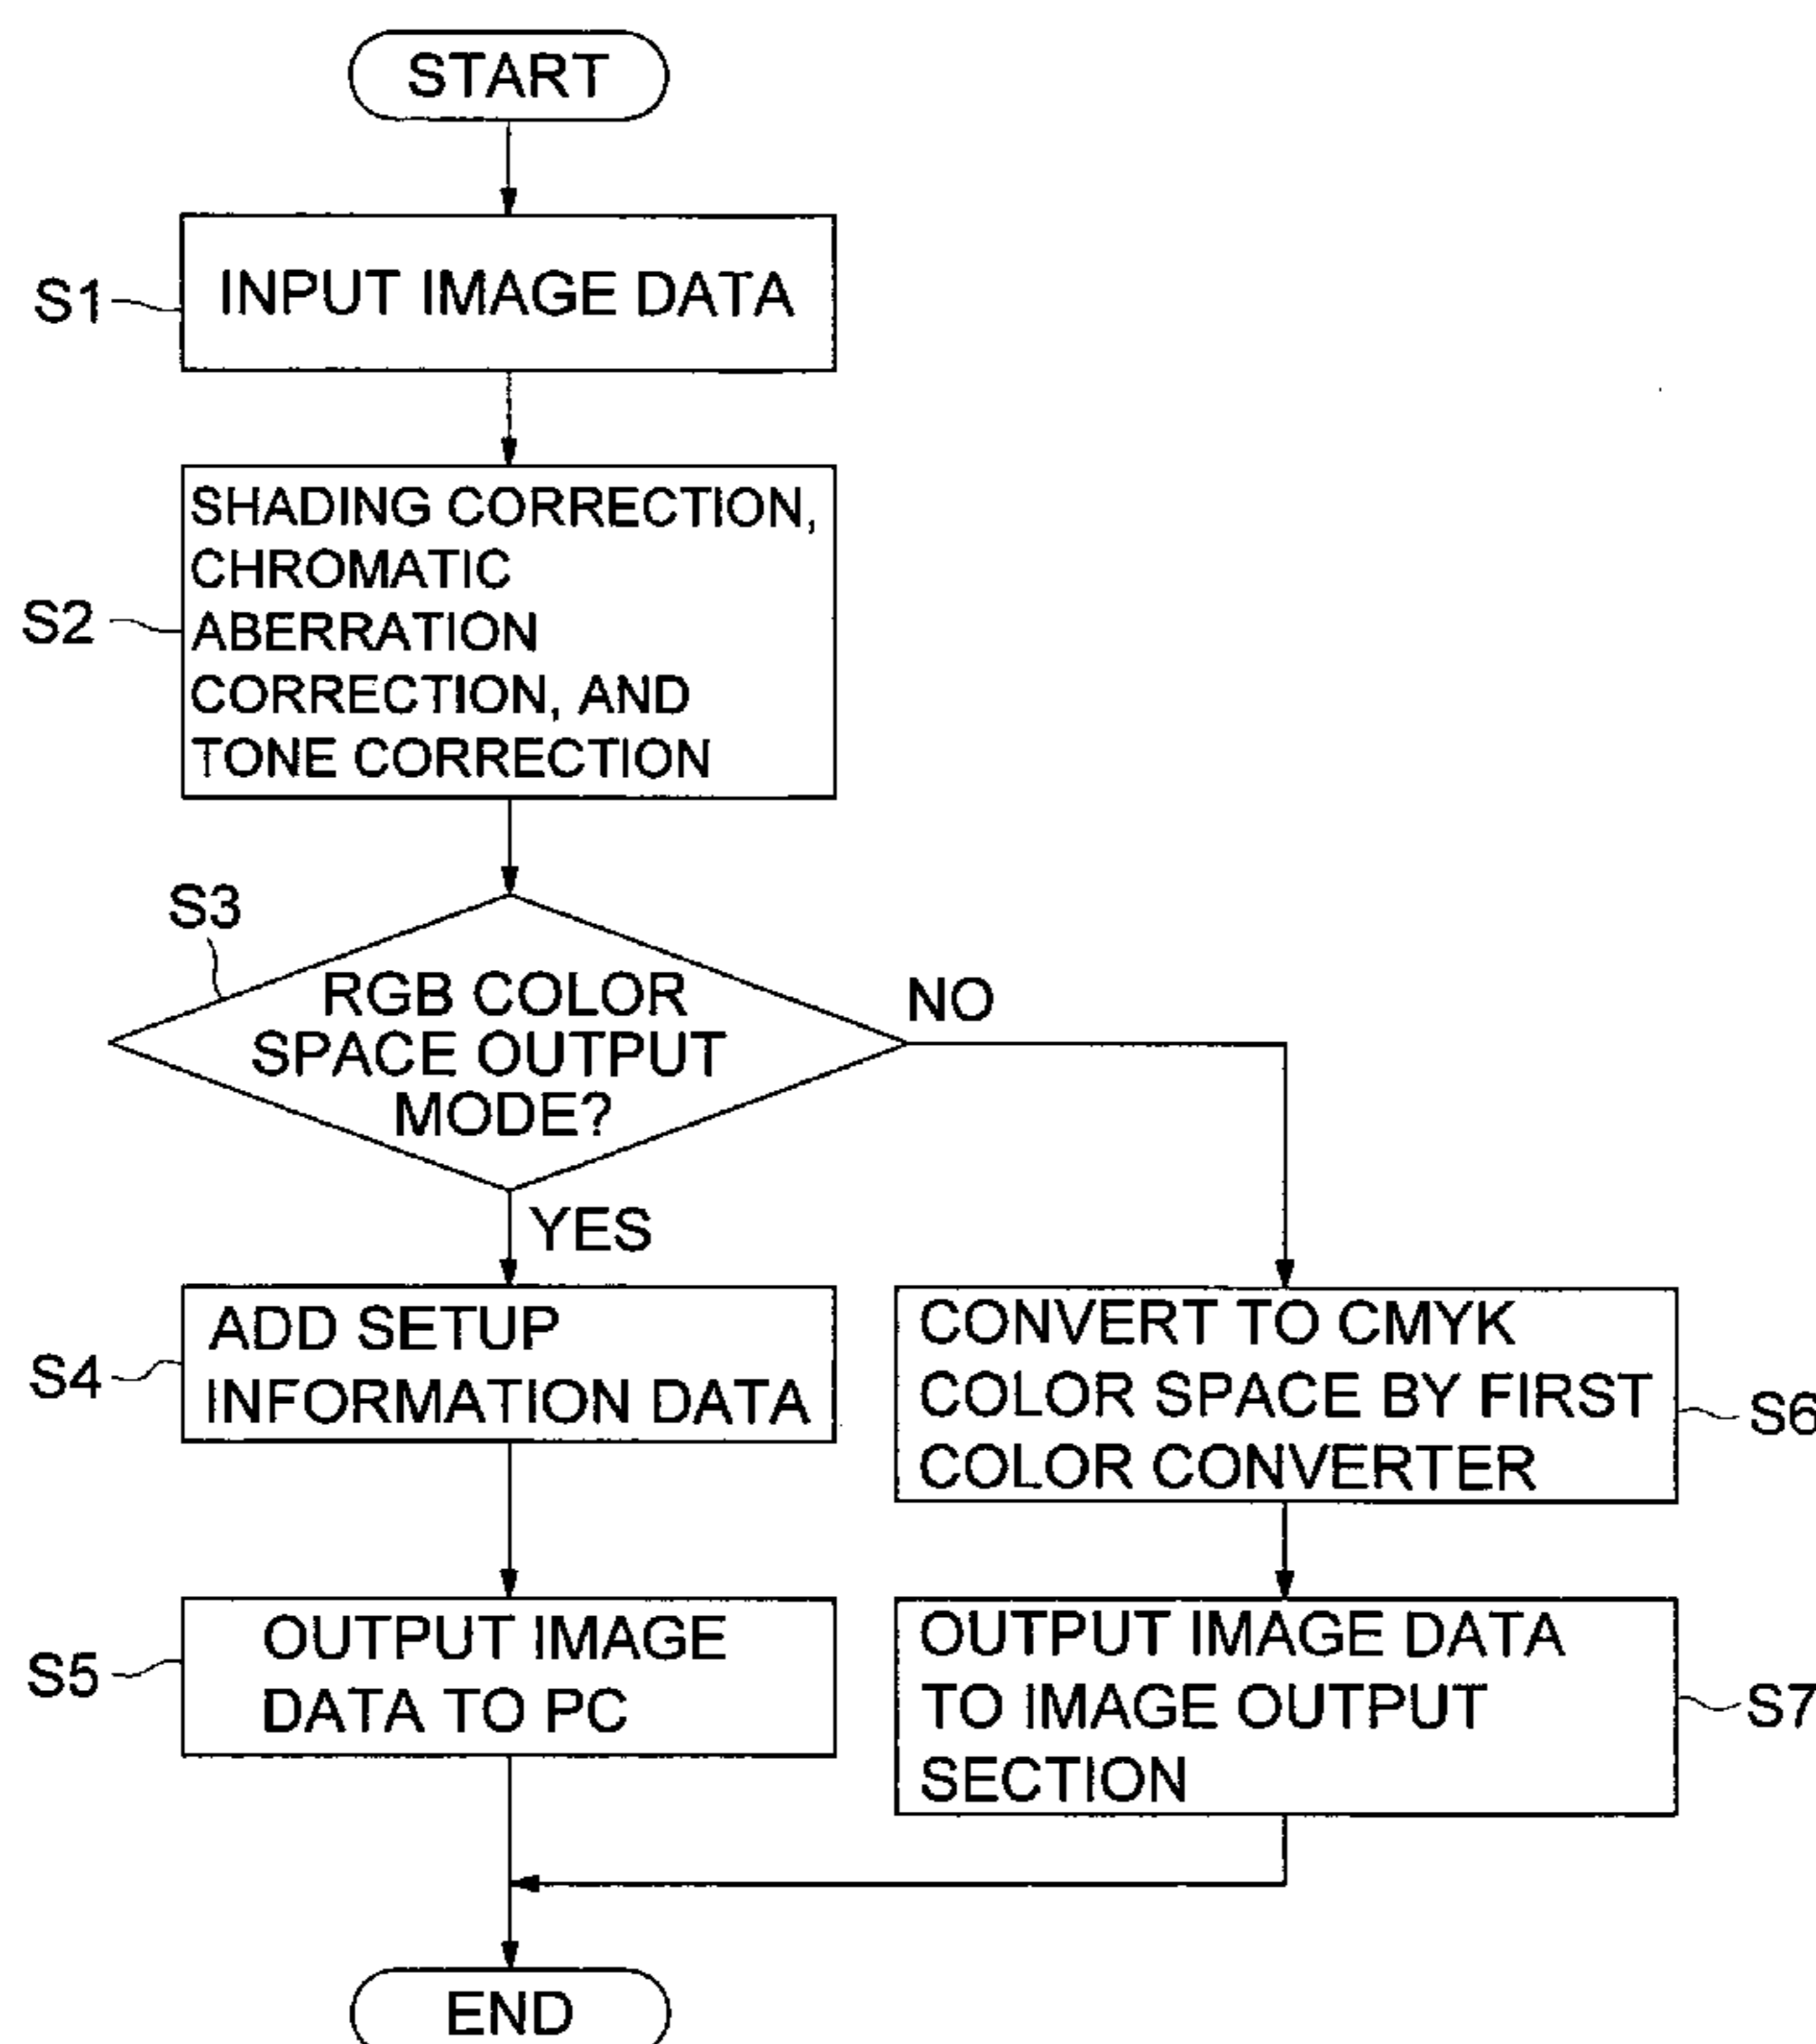 START
S1
INPUT IMAGE DATA
S2
SHADING CORRECTION,
CHROMATIC
ABERRATION
CORRECTION, AND
TONE CORRECTION
S3
RGB COLOR
SPACE OUTPUT
MODE?
NO
YES
S4
ADD SETUP
INFORMATION DATA
CONVERT TO CMYK
COLOR SPACE BY FIRST
COLOR CONVERTER
S6
S5
OUTPUT IMAGE
DATA TO PC
OUTPUT IMAGE DATA
TO IMAGE OUTPUT
SECTION
S7
END